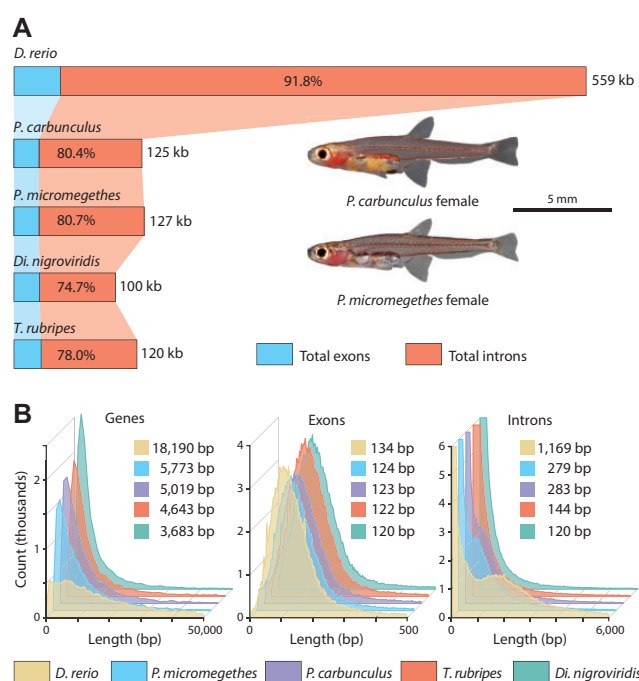 A
D. rerio
91.8% 559 kb
P. carbunculus
80.4% 125 kb
P. carbunculus female
P. micromegethes
80.7% 127 kb
5 mm
Di. nigroviridis
74.7% 100 kb
P. micromegethes female
T. rubripes
78.0% 120 kb
Total exons Total introns
B
Genes
18,190 bp
5,773 bp
5,019 bp
4,643 bp
3,683 bp
Count (thousands)
2
1
0
0 50,000
Length (bp)
Exons
134 bp
124 bp
123 bp
122 bp
120 bp
4
3
2
1
0
0 500
Length (bp)
Introns
1,169 bp
279 bp
283 bp
144 bp
120 bp
6
5
4
3
2
1
0
0 6,000
Length (bp)
D. rerio P. micromegethes P. carbunculus T. rubripes Di. nigroviridis